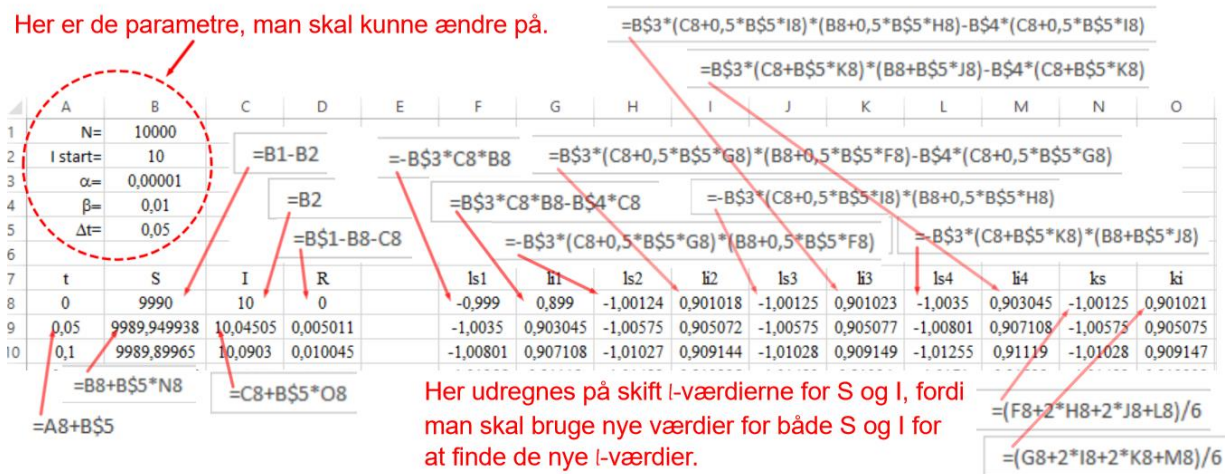 Her er de parametre, man skal kunne ændre på.
=B$3*(C8+0,5*B$5*I8)*(B8+0,5*B$5*H8)-B$4*(C8+0,5*B$5*I8)
=B$3*(C8+B$5*K8)*(B8+B$5*J8)-B$4*(C8+B$5*K8)
A B C D E F G H I J K L M N O
1 N= 10000
=B1-B2
=-B$3*C8*B8
=B$3*(C8+0,5*B$5*G8)*(B8+0,5*B$5*F8)-B$4*(C8+0,5*B$5*G8)
2 I start= 10
3 α= 0,00001
=B2
=B$3*C8*B8-B$4*C8
=-B$3*(C8+0,5*B$5*I8)*(B8+0,5*B$5*H8)
4 β= 0,01
5 Δt= 0,05
=B$1-B8-C8
=-B$3*(C8+0,5*B$5*G8)*(B8+0,5*B$5*F8)
=-B$3*(C8+B$5*K8)*(B8+B$5*J8)
6
7 t S I R ls1 li1 ls2 li2 ls3 li3 ls4 li4 ks ki
8 0 9990 10 0 -0,999 0,899 -1,00124 0,901018 -1,00125 0,901023 -1,0035 0,903045 -1,00125 0,901021
9 0,05 9989,949938 10,04505 0,005011 -1,0035 0,903045 -1,00575 0,905072 -1,00575 0,905077 -1,00801 0,907108 -1,00575 0,905075
10 0,1 9989,89965 10,0903 0,010045 -1,00801 0,907108 -1,01027 0,909144 -1,01028 0,909149 -1,01255 0,91119 -1,01028 0,909147
=B8+B$5*N8
=C8+B$5*O8
=A8+B$5
Her udregnes på skift l-værdierne for S og I, fordi
man skal bruge nye værdier for både S og I for
at finde de nye l-værdier.
=(F8+2*H8+2*J8+L8)/6
=(G8+2*I8+2*K8+M8)/6